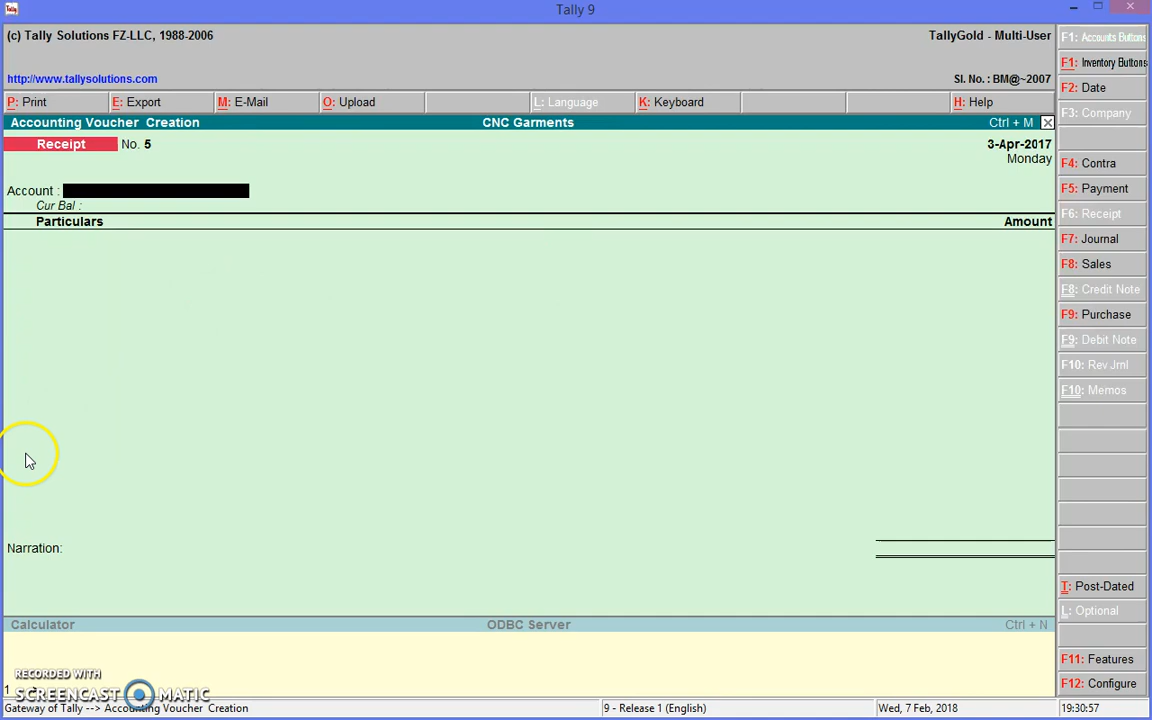 Tally 9
(c) Tally Solutions FZ-LLC, 1988-2006
TallyGold - Multi-User
http://www.tallysolutions.com
Sl. No. : BM@~2007
P: Print
E: Export
M: E-Mail
O: Upload
L: Language
K: Keyboard
H: Help
Accounting Voucher Creation
CNC Garments
Ctrl + M
Receipt
No. 5
3-Apr-2017
Monday
Account :
Cur Bal :
Particulars
Amount
Narration:
Calculator
ODBC Server
Ctrl + N
1
RECORDED WITH
SCREENCAST MATIC
Gateway of Tally --> Accounting Voucher Creation
9 - Release 1 (English)
Wed, 7 Feb, 2018
19:30:57
F1: Accounts Buttons
F1: Inventory Buttons
F2: Date
F3: Company
F4: Contra
F5: Payment
F6: Receipt
F7: Journal
F8: Sales
F8: Credit Note
F9: Purchase
F9: Debit Note
F10: Rev Jrnl
F10: Memos
T: Post-Dated
L: Optional
F11: Features
F12: Configure